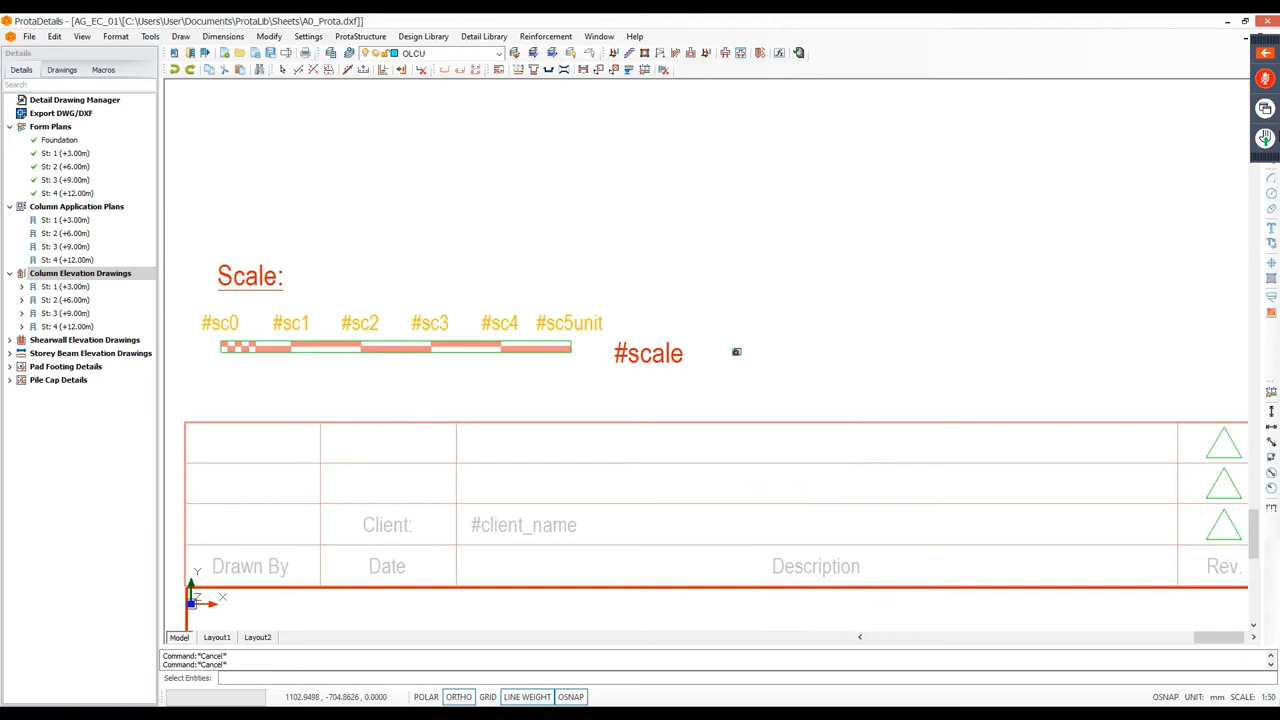 ProtaDetails - [AG_EC_01\[C:\Users\User\Documents\ProtaLib\Sheets\A0_Prota.dxf]]
File Edit View Format Tools Draw Dimensions Modify Settings ProtaStructure Design Library Detail Library Reinforcement Window Help
OLCU
Details
Details Drawings Macros
Search
Detail Drawing Manager
Export DWG/DXF
Form Plans
Foundation
St: 1 (+3.00m)
St: 2 (+6.00m)
St: 3 (+9.00m)
St: 4 (+12.00m)
Column Application Plans
St: 1 (+3.00m)
St: 2 (+6.00m)
St: 3 (+9.00m)
St: 4 (+12.00m)
Column Elevation Drawings
St: 1 (+3.00m)
St: 2 (+6.00m)
St: 3 (+9.00m)
St: 4 (+12.00m)
Shearwall Elevation Drawings
Storey Beam Elevation Drawings
Pad Footing Details
Pile Cap Details
Scale:
#sc0 #sc1 #sc2 #sc3 #sc4 #sc5unit
#scale
Client: #client_name
Drawn By Date Description Rev.
Y
Z X
Model Layout1 Layout2
Command:*Cancel*
Command:*Cancel*
Select Entities:
1102.9498, -704.8626, 0.0000 POLAR ORTHO GRID LINE WEIGHT OSNAP OSNAP UNIT: mm SCALE: 1:50